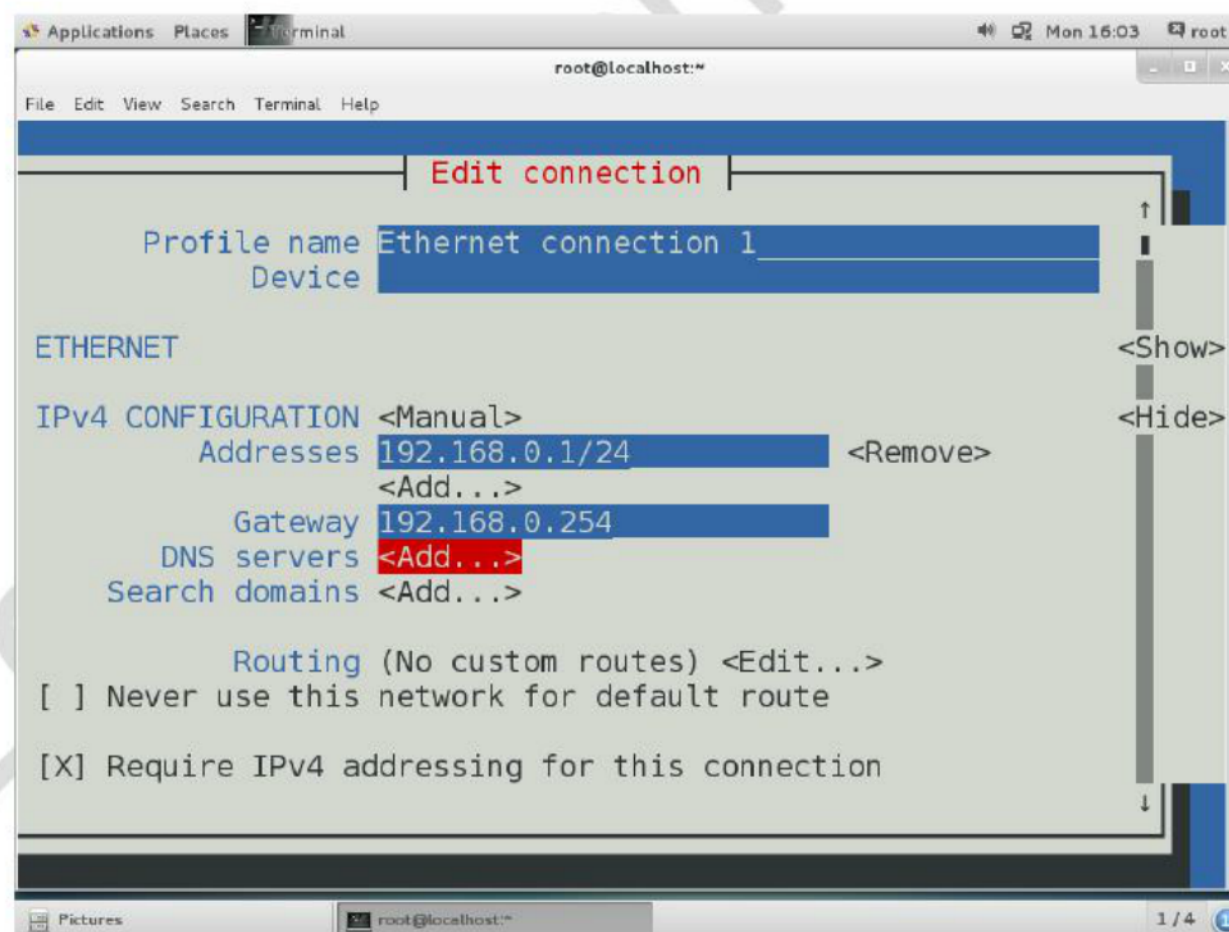 Applications Places Terminal Mon 16:03 root
root@localhost:~
File Edit View Search Terminal Help
Edit connection
Profile name Ethernet connection 1
Device
ETHERNET <Show>
IPv4 CONFIGURATION <Manual> <Hide>
Addresses 192.168.0.1/24 <Remove>
<Add...>
Gateway 192.168.0.254
DNS servers <Add...>
Search domains <Add...>
Routing (No custom routes) <Edit...>
[ ] Never use this network for default route
[X] Require IPv4 addressing for this connection
Pictures root@localhost:~ 1 / 4